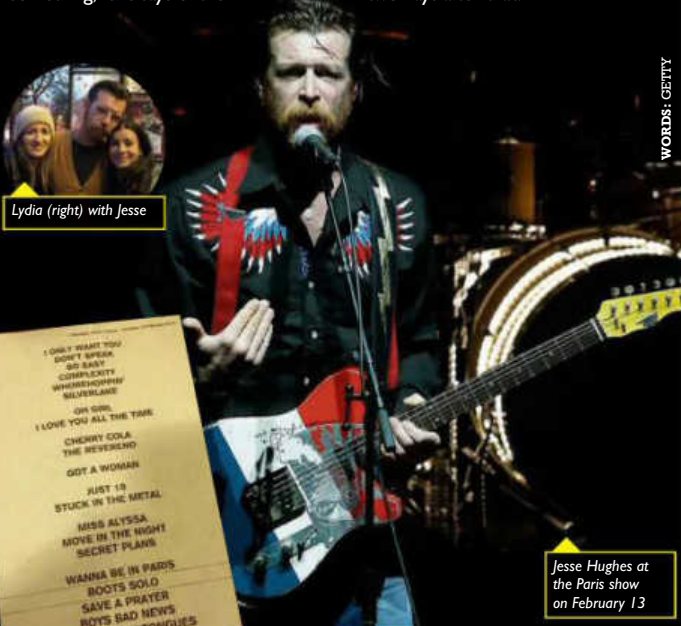 WORDS: GETTY
Lydia (right) with Jesse
I ONLY WANT YOU
DON'T SPEAK
SO EASY
COMPLEXITY
WHOREHOPPIN'
SILVERLAKE
OH GIRL
I LOVE YOU ALL THE TIME
CHERRY COLA
THE REVEREND
GOT A WOMAN
JUST 19
STUCK IN THE METAL
MISS ALYSSA
MOVE IN THE NIGHT
SECRET PLANS
WANNA BE IN PARIS
BOOTS SOLO
SAVE A PRAYER
BOYS BAD NEWS
TONGUES
Jesse Hughes at
the Paris show
on February 13